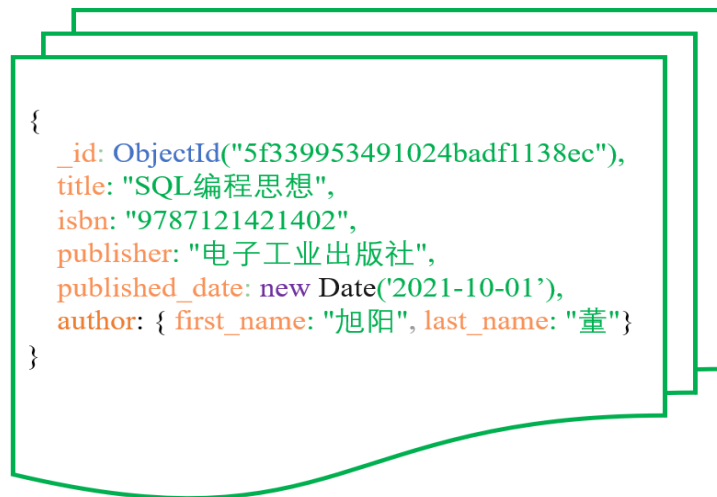 {
_id: ObjectId("5f339953491024badf1138ec"),
title: "SQL编程思想",
isbn: "9787121421402",
publisher: "电子工业出版社",
published_date: new Date('2021-10-01’),
author: { first_name: "旭阳", last_name: "董"}
}